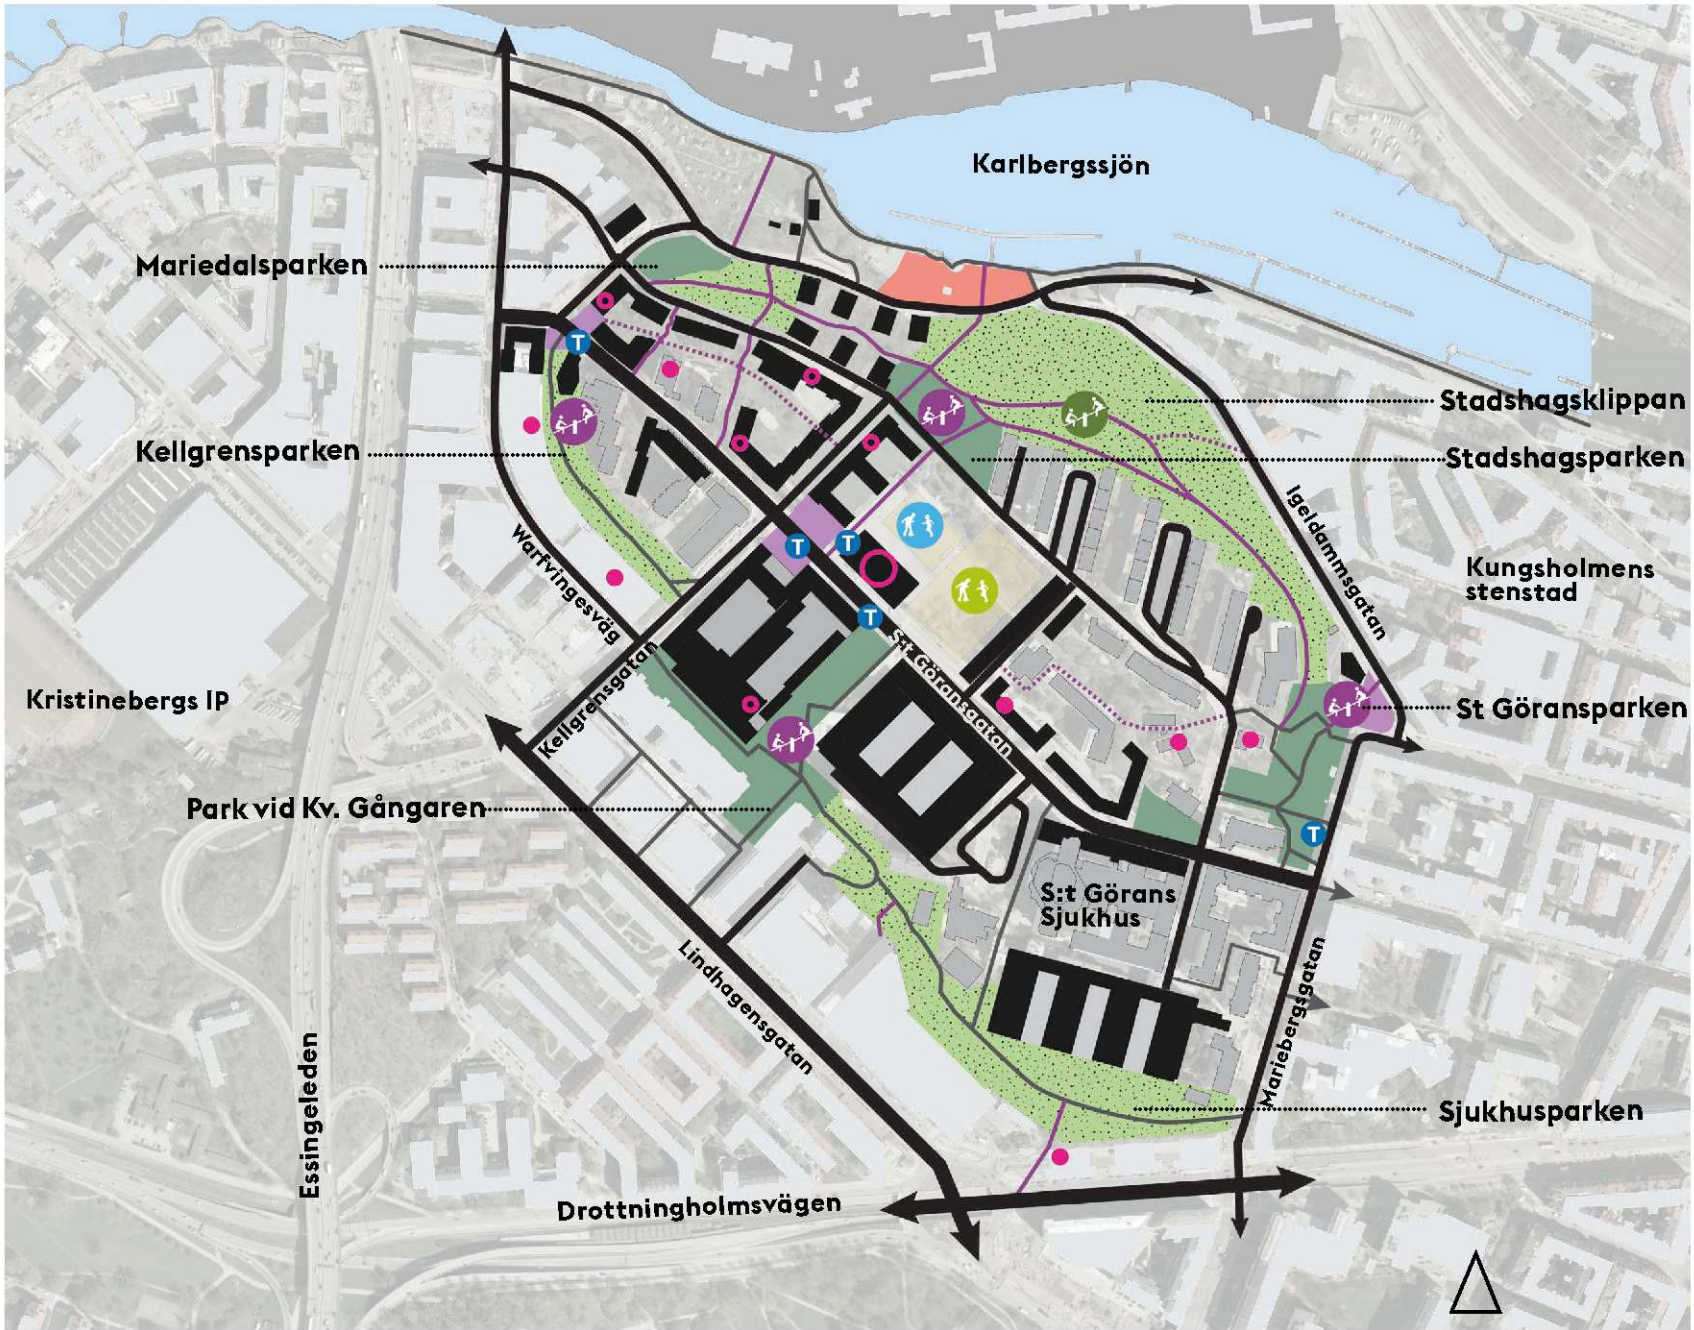 Karlbergssjön
Mariedalsparken
T
Stadshagsklippan
Kellgrensparken
Stadshagsparken
Igeldammsgatan
Warfvingesväg
T
T
Kungsholmens
stenstad
T
S:t Göransgatan
Kellgrensgatan
Kristinebergs IP
St Göransparken
Park vid Kv. Gångaren
T
S:t Görans
Sjukhus
Lindhagensgatan
Mariebergsgatan
Essingeleden
Sjukhusparken
Drottningholmsvägen